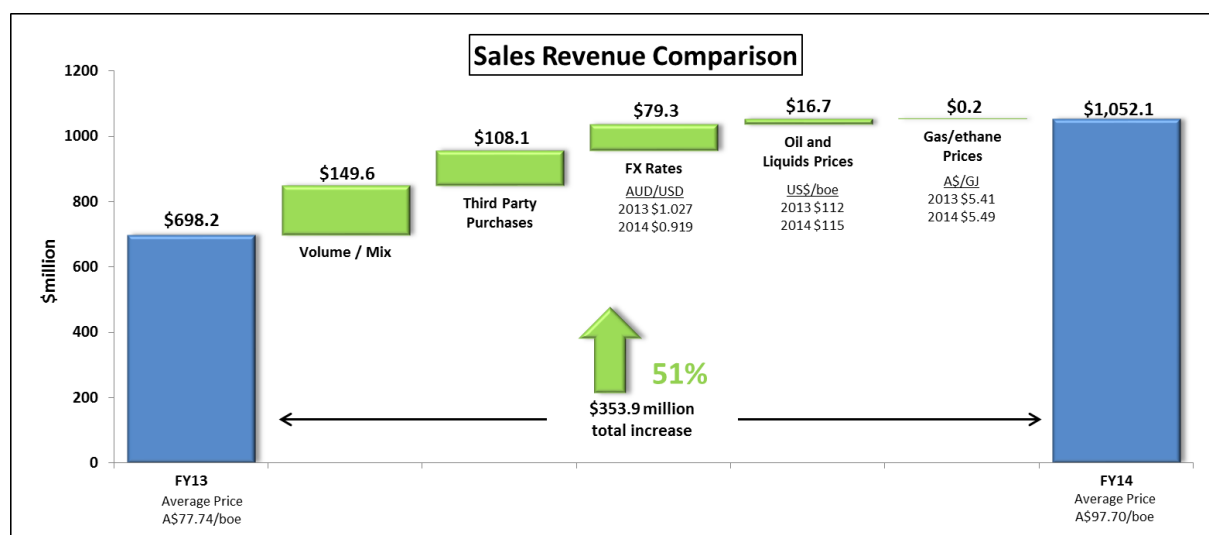 Sales Revenue Comparison
$million
1200
1000
800
600
400
200
0
$698.2
$149.6
Volume / Mix
$108.1
Third Party
Purchases
$79.3
FX Rates
AUD/USD
2013 $1.027
2014 $0.919
$16.7
Oil and
Liquids Prices
US$/boe
2013 $112
2014 $115
$0.2
Gas/ethane
Prices
A$/GJ
2013 $5.41
2014 $5.49
$1,052.1
51%
$353.9 million
total increase
FY13
Average Price
A$77.74/boe
FY14
Average Price
A$97.70/boe